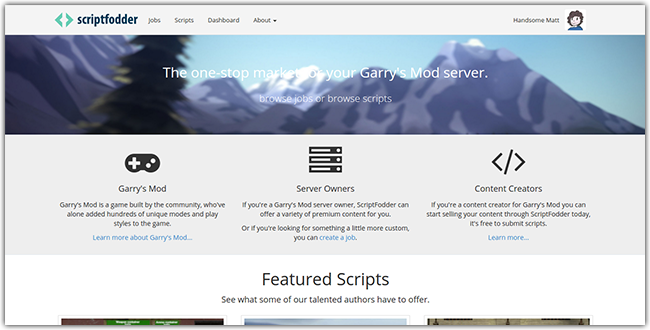 scriptfodder Jobs Scripts Dashboard About Handsome Matt
The one-stop market for your Garry's Mod server.
browse jobs or browse scripts
Garry's Mod
Garry's Mod is a game built by the community, who've
alone added hundreds of unique modes and play
styles to the game.
Learn more about Garry's Mod...
Server Owners
If you're a Garry's Mod server owner, ScriptFodder can
offer a variety of premium content for you.
Or if you're looking for something a little more custom,
you can create a job.
Content Creators
If you're a content creator for Garry's Mod you can
start selling your content through ScriptFodder today,
it's free to submit scripts.
Learn more...
Featured Scripts
See what some of our talented authors have to offer.